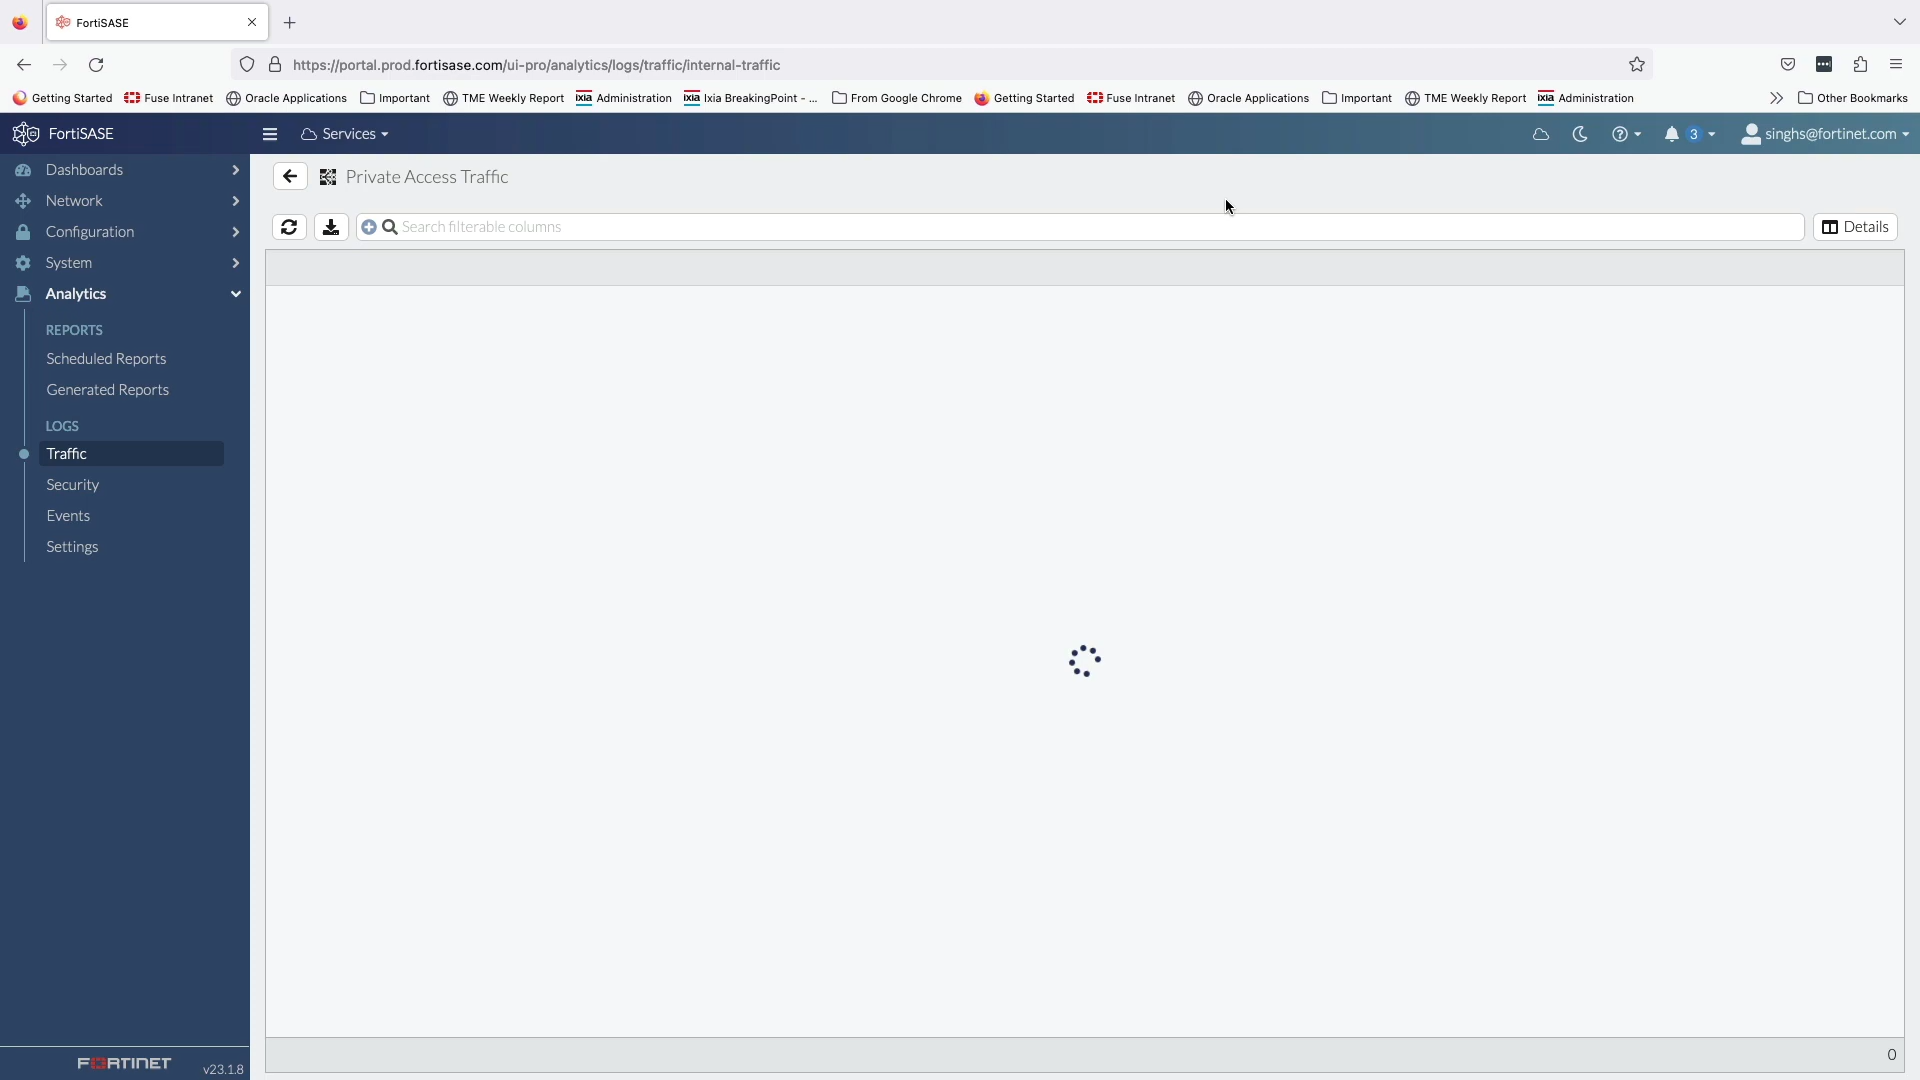 FortiSASE
https://portal.prod.fortisase.com/ui-pro/analytics/logs/traffic/internal-traffic
Getting Started Fuse Intranet Oracle Applications Important TME Weekly Report ixia Administration ixia Ixia BreakingPoint - ... From Google Chrome Getting Started Fuse Intranet Oracle Applications Important TME Weekly Report ixia Administration Other Bookmarks
FortiSASE Services 3 singhs@fortinet.com
Dashboards
Network
Configuration
System
Analytics
REPORTS
Scheduled Reports
Generated Reports
LOGS
Traffic
Security
Events
Settings
FORTINET v23.1.8
Private Access Traffic
Search filterable columns Details
0